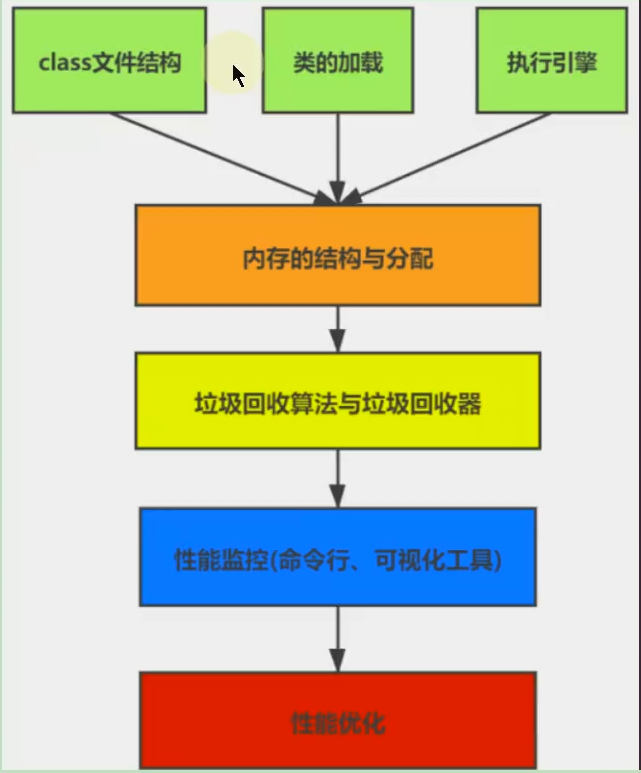 class文件结构
类的加载
执行引擎
内存的结构与分配
垃圾回收算法与垃圾回收器
性能监控(命令行、可视化工具)
性能优化